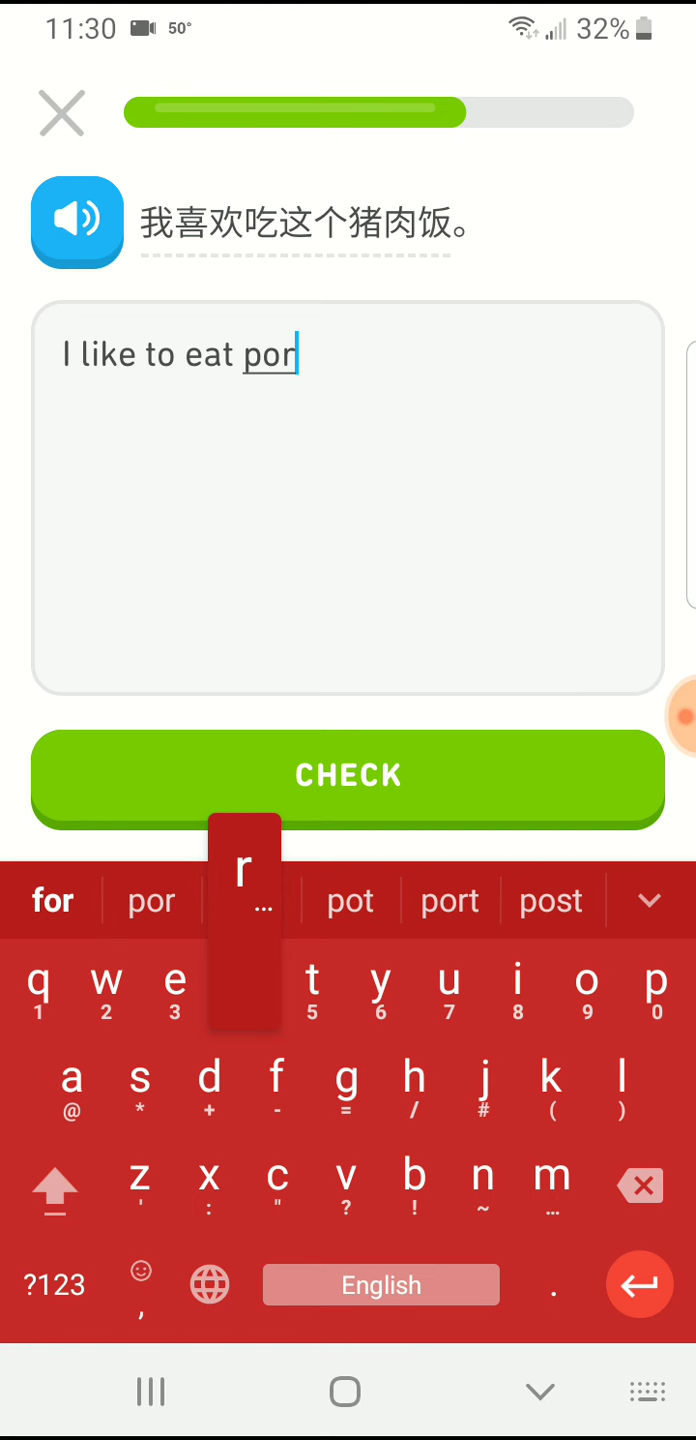 11:30 50° 32%
我喜欢吃这个猪肉饭。
I like to eat por
CHECK
r
...
for por pot port post
q w e t y u i o p
1 2 3 5 6 7 8 9 0
a s d f g h j k l
@ * + - = / # ( )
z x c v b n m
' : " ? ! ~ ...
?123 , English .